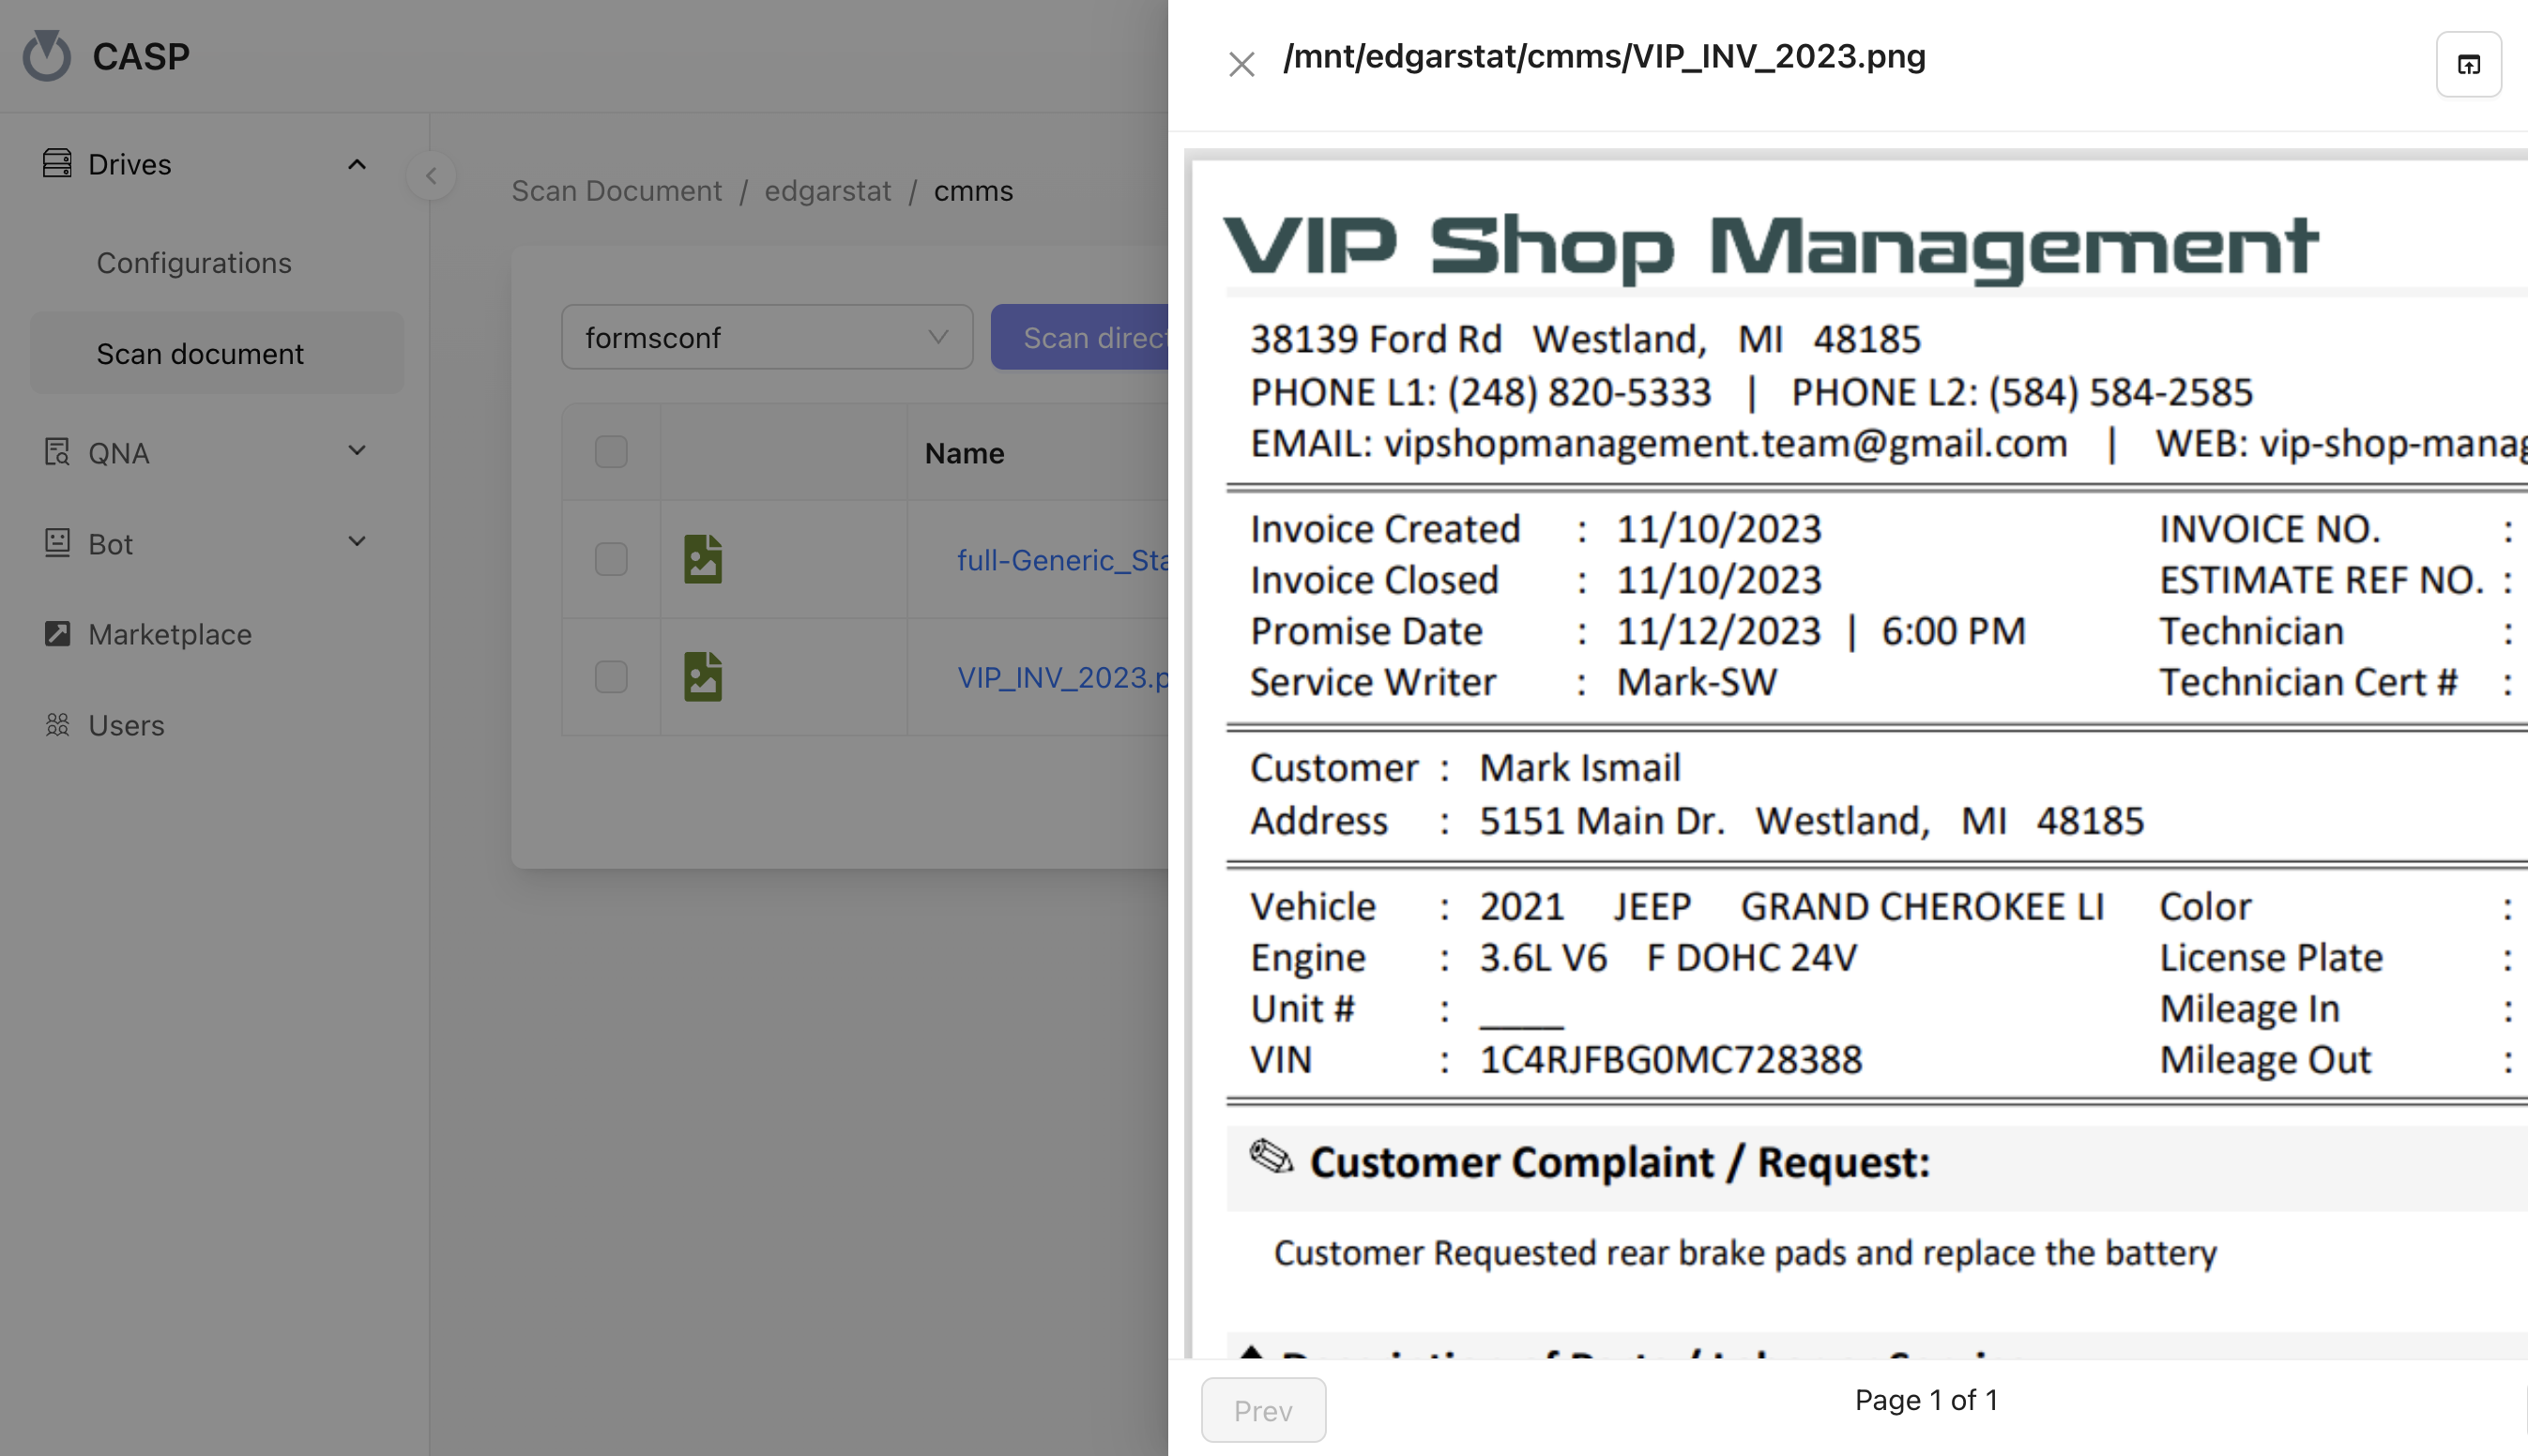 CASP
Drives
Configurations
Scan document
QNA
Bot
Marketplace
Users
Scan Document / edgarstat / cmms
formsconf
Scan direct
Name
full-Generic_Sta
VIP_INV_2023.p
/mnt/edgarstat/cmms/VIP_INV_2023.png
VIP Shop Management
38139 Ford Rd Westland, MI 48185
PHONE L1: (248) 820-5333 | PHONE L2: (584) 584-2585
EMAIL: vipshopmanagement.team@gmail.com | WEB: vip-shop-manag
Invoice Created : 11/10/2023 INVOICE NO. :
Invoice Closed : 11/10/2023 ESTIMATE REF NO. :
Promise Date : 11/12/2023 | 6:00 PM Technician :
Service Writer : Mark-SW Technician Cert # :
Customer : Mark Ismail
Address : 5151 Main Dr. Westland, MI 48185
Vehicle : 2021 JEEP GRAND CHEROKEE LI Color :
Engine : 3.6L V6 F DOHC 24V License Plate :
Unit # : ____ Mileage In :
VIN : 1C4RJFBG0MC728388 Mileage Out :
Customer Complaint / Request:
Customer Requested rear brake pads and replace the battery
Prev
Page 1 of 1